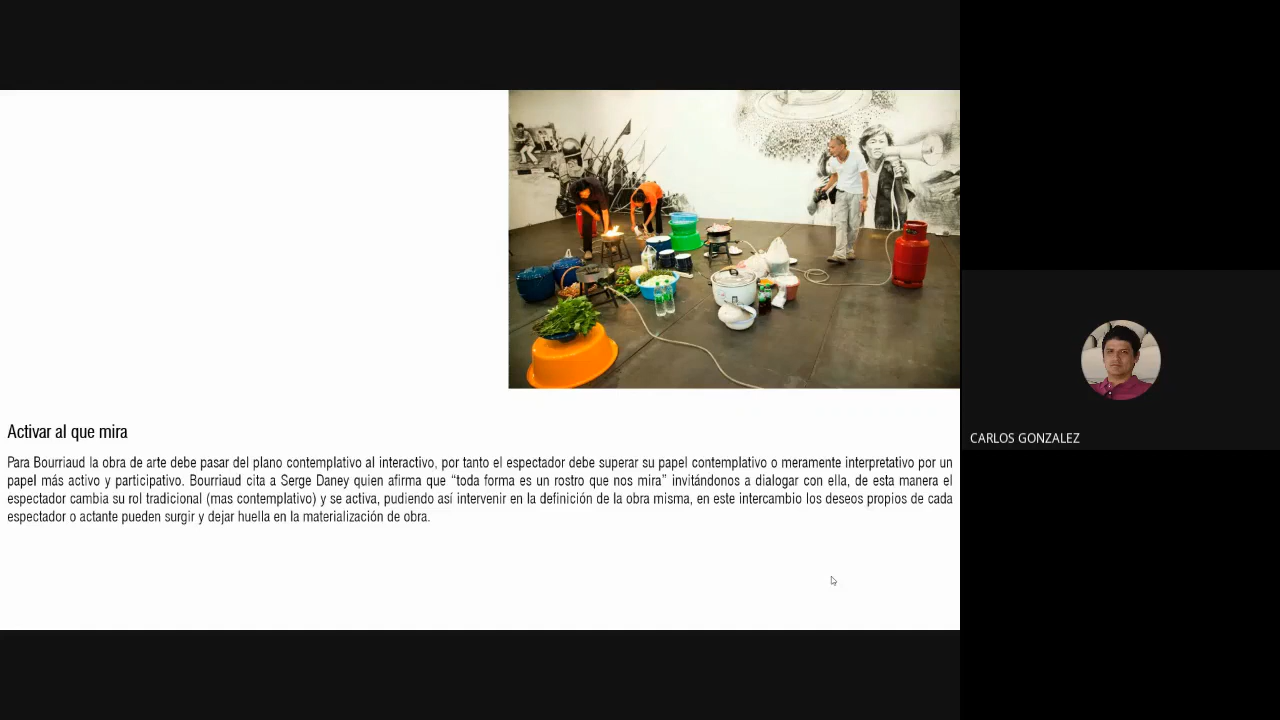 Activar al que mira
Para Bourriaud la obra de arte debe pasar del plano contemplativo al interactivo, por tanto el espectador debe superar su papel contemplativo o meramente interpretativo por un
papel más activo y participativo. Bourriaud cita a Serge Daney quien afirma que “toda forma es un rostro que nos mira” invitándonos a dialogar con ella, de esta manera el
espectador cambia su rol tradicional (mas contemplativo) y se activa, pudiendo así intervenir en la definición de la obra misma, en este intercambio los deseos propios de cada
espectador o actante pueden surgir y dejar huella en la materialización de obra.
CARLOS GONZALEZ